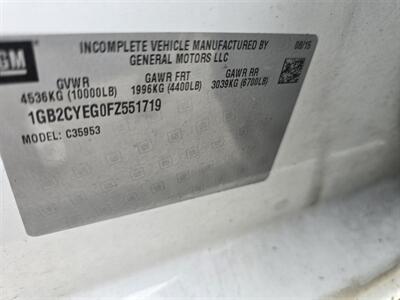 GM
INCOMPLETE VEHICLE MANUFACTURED BY
GENERAL MOTORS LLC
08/15
GVWR
4536KG (10000LB)
GAWR FRT
1996KG (4400LB)
GAWR RR
3039KG (6700LB)
1GB2CYEG0FZ551719
MODEL: C35953